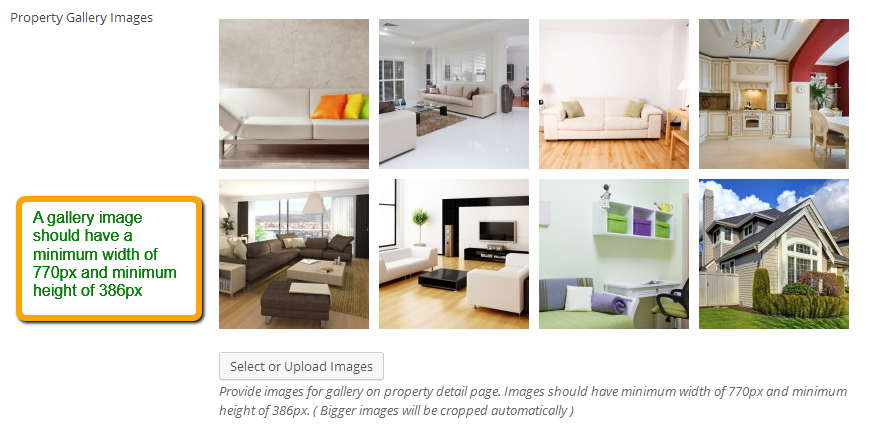 Property Gallery Images
A gallery image
should have a
minimum width of
770px and minimum
height of 386px
Select or Upload Images
Provide images for gallery on property detail page. Images should have minimum width of 770px and minimum
height of 386px. ( Bigger images will be cropped automatically )